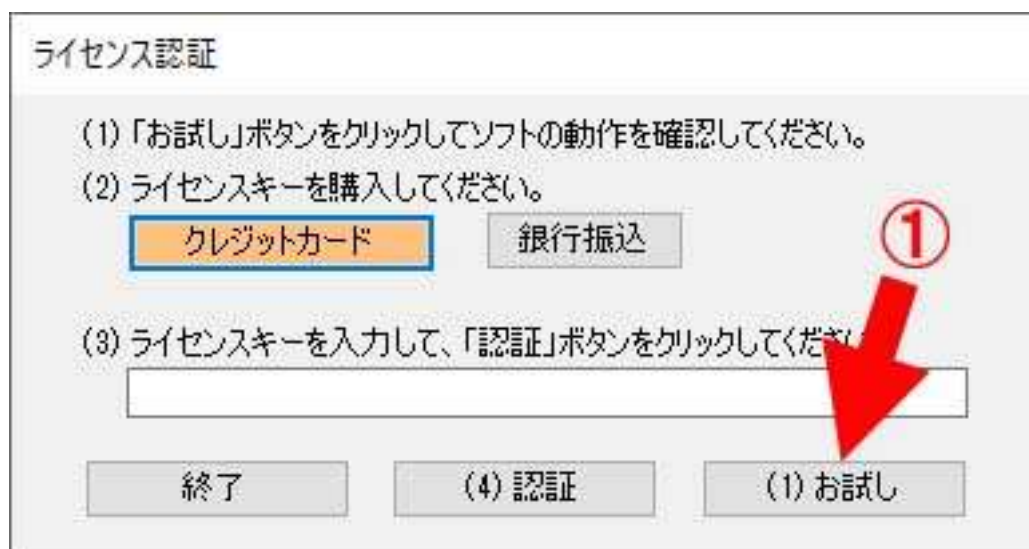 ライセンス認証
(1)「お試し」ボタンをクリックしてソフトの動作を確認してください。
(2) ライセンスキーを購入してください。
クレジットカード 銀行振込
①
(3) ライセンスキーを入力して、「認証」ボタンをクリックしてくださ
終了 (4) 認証 (1) お試し